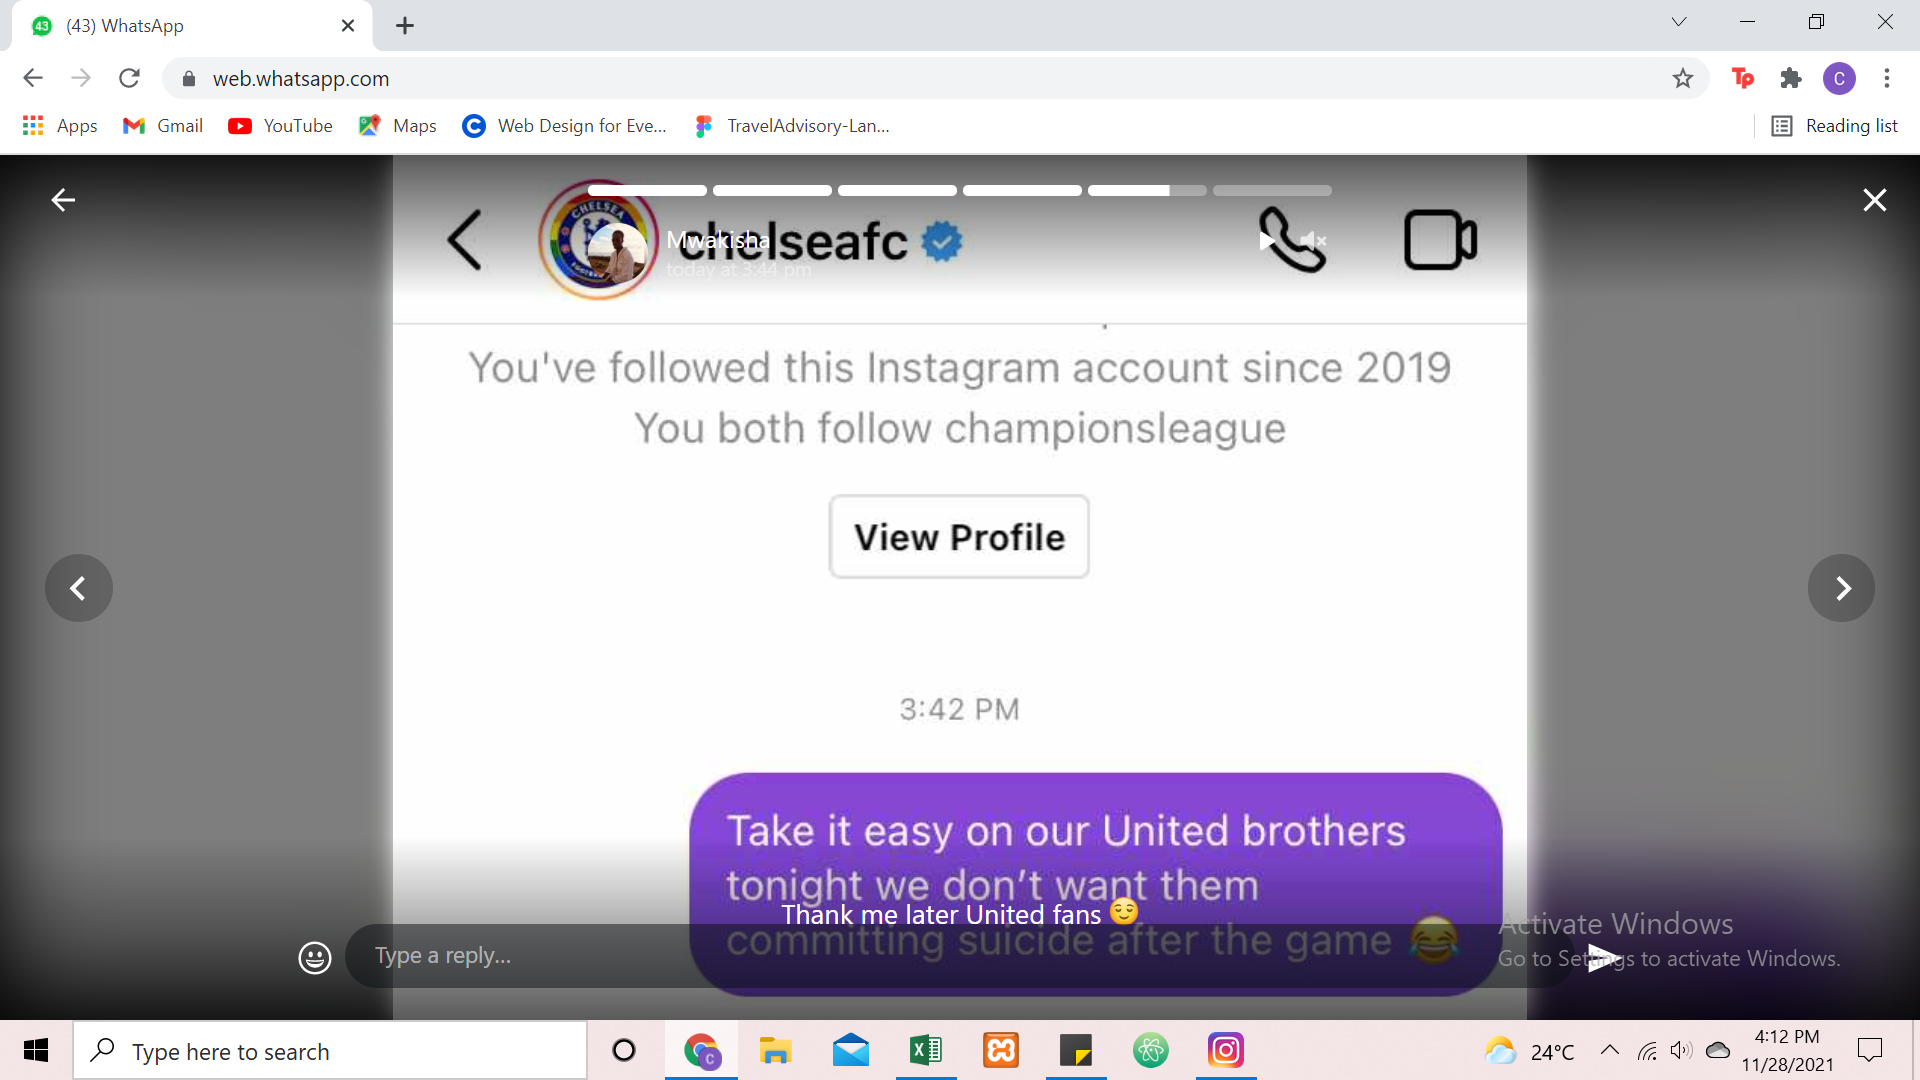 43
(43) WhatsApp
web.whatsapp.com
Tp
C
Apps
Gmail
YouTube
Maps
C
Web Design for Eve...
TravelAdvisory-Lan...
Reading list
CHELSEA
chelseafc
Mwakisha
today at 3:44 pm
You've followed this Instagram account since 2019
You both follow championsleague
View Profile
3:42 PM
Take it easy on our United brothers
tonight we don't want them
committing suicide after the game 😂
Thank me later United fans 😌
Type a reply...
Activate Windows
Go to Settings to activate Windows.
Type here to search
C
24°C
4:12 PM
11/28/2021